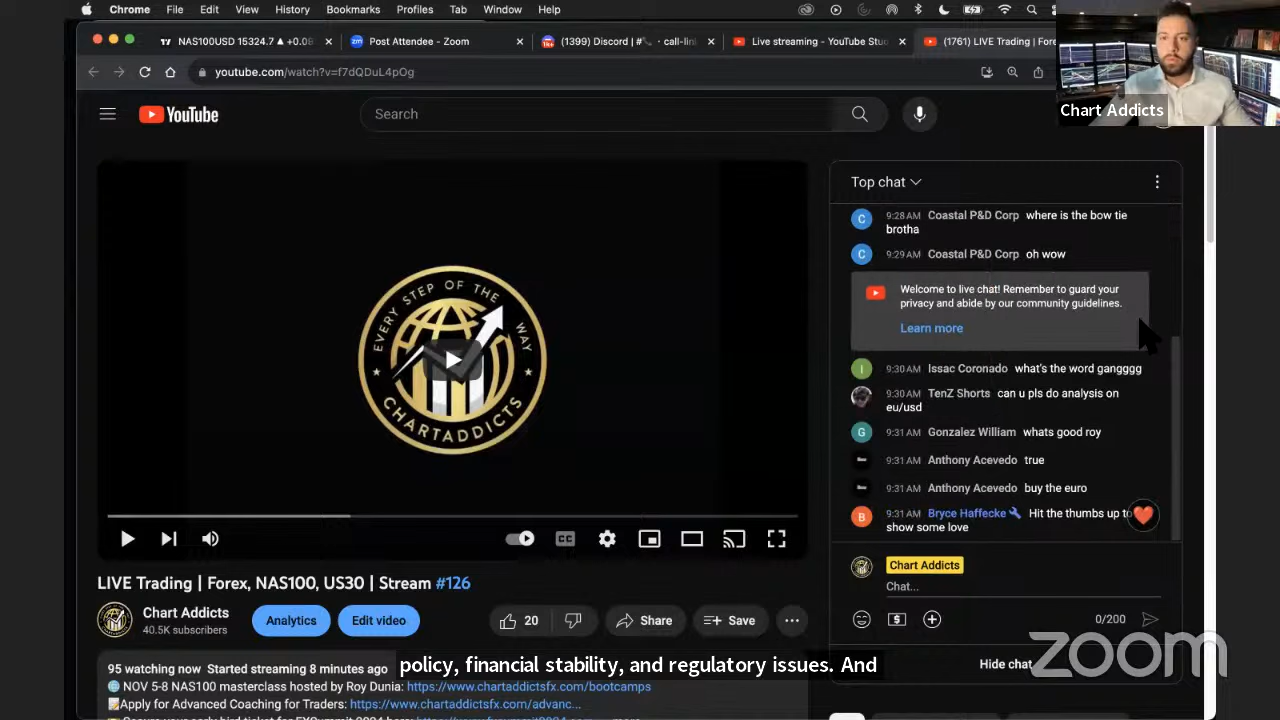 Chrome File Edit View History Bookmarks Profiles Tab Window Help
NAS100USD 15324.7 ▲ +0.0
Post Attendee - Zoom
(1399) Discord | #
call-lin
Live streaming - YouTube Stu
(1761) LIVE Trading | Fore
youtube.com/watch?v=f7dQDuL4pOg
Chart Addicts
YouTube
Search
EVERY STEP OF THE WAY
CHARTADDICTS
Top chat
9:28 AM Coastal P&D Corp where is the bow tie
brotha
9:29 AM Coastal P&D Corp oh wow
Welcome to live chat! Remember to guard your
privacy and abide by our community guidelines.
Learn more
9:30 AM Issac Coronado what's the word gangggg
9:30 AM TenZ Shorts can u pls do analysis on
eu/usd
9:31 AM Gonzalez William whats good roy
9:31 AM Anthony Acevedo true
9:31 AM Anthony Acevedo buy the euro
9:31 AM Bryce Haffecke Hit the thumbs up to
show some love
Chart Addicts
Chat...
0/200
Hide chat
CC
LIVE Trading | Forex, NAS100, US30 | Stream #126
Chart Addicts
40.5K subscribers
Analytics
Edit video
20
Share
Save
95 watching now Started streaming 8 minutes ago
policy, financial stability, and regulatory issues. And
NOV 5-8 NAS100 masterclass hosted by Roy Dunia: https://www.chartaddictsfx.com/bootcamps
Apply for Advanced Coaching for Traders: https://www.chartaddictsfx.com/advanc...
zoom